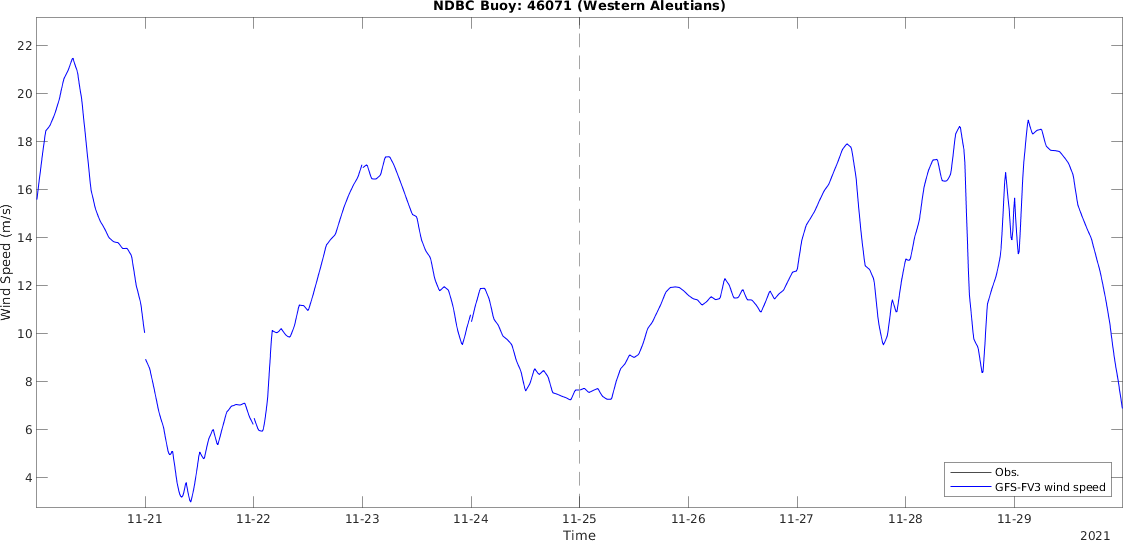 NDBC Buoy: 46071 (Western Aleutians)
22
20
18
16
14
12
10
8
6
4
Wind Speed (m/s)
11-21 11-22 11-23 11-24 11-25 11-26 11-27 11-28 11-29
Time
2021
Obs.
GFS-FV3 wind speed